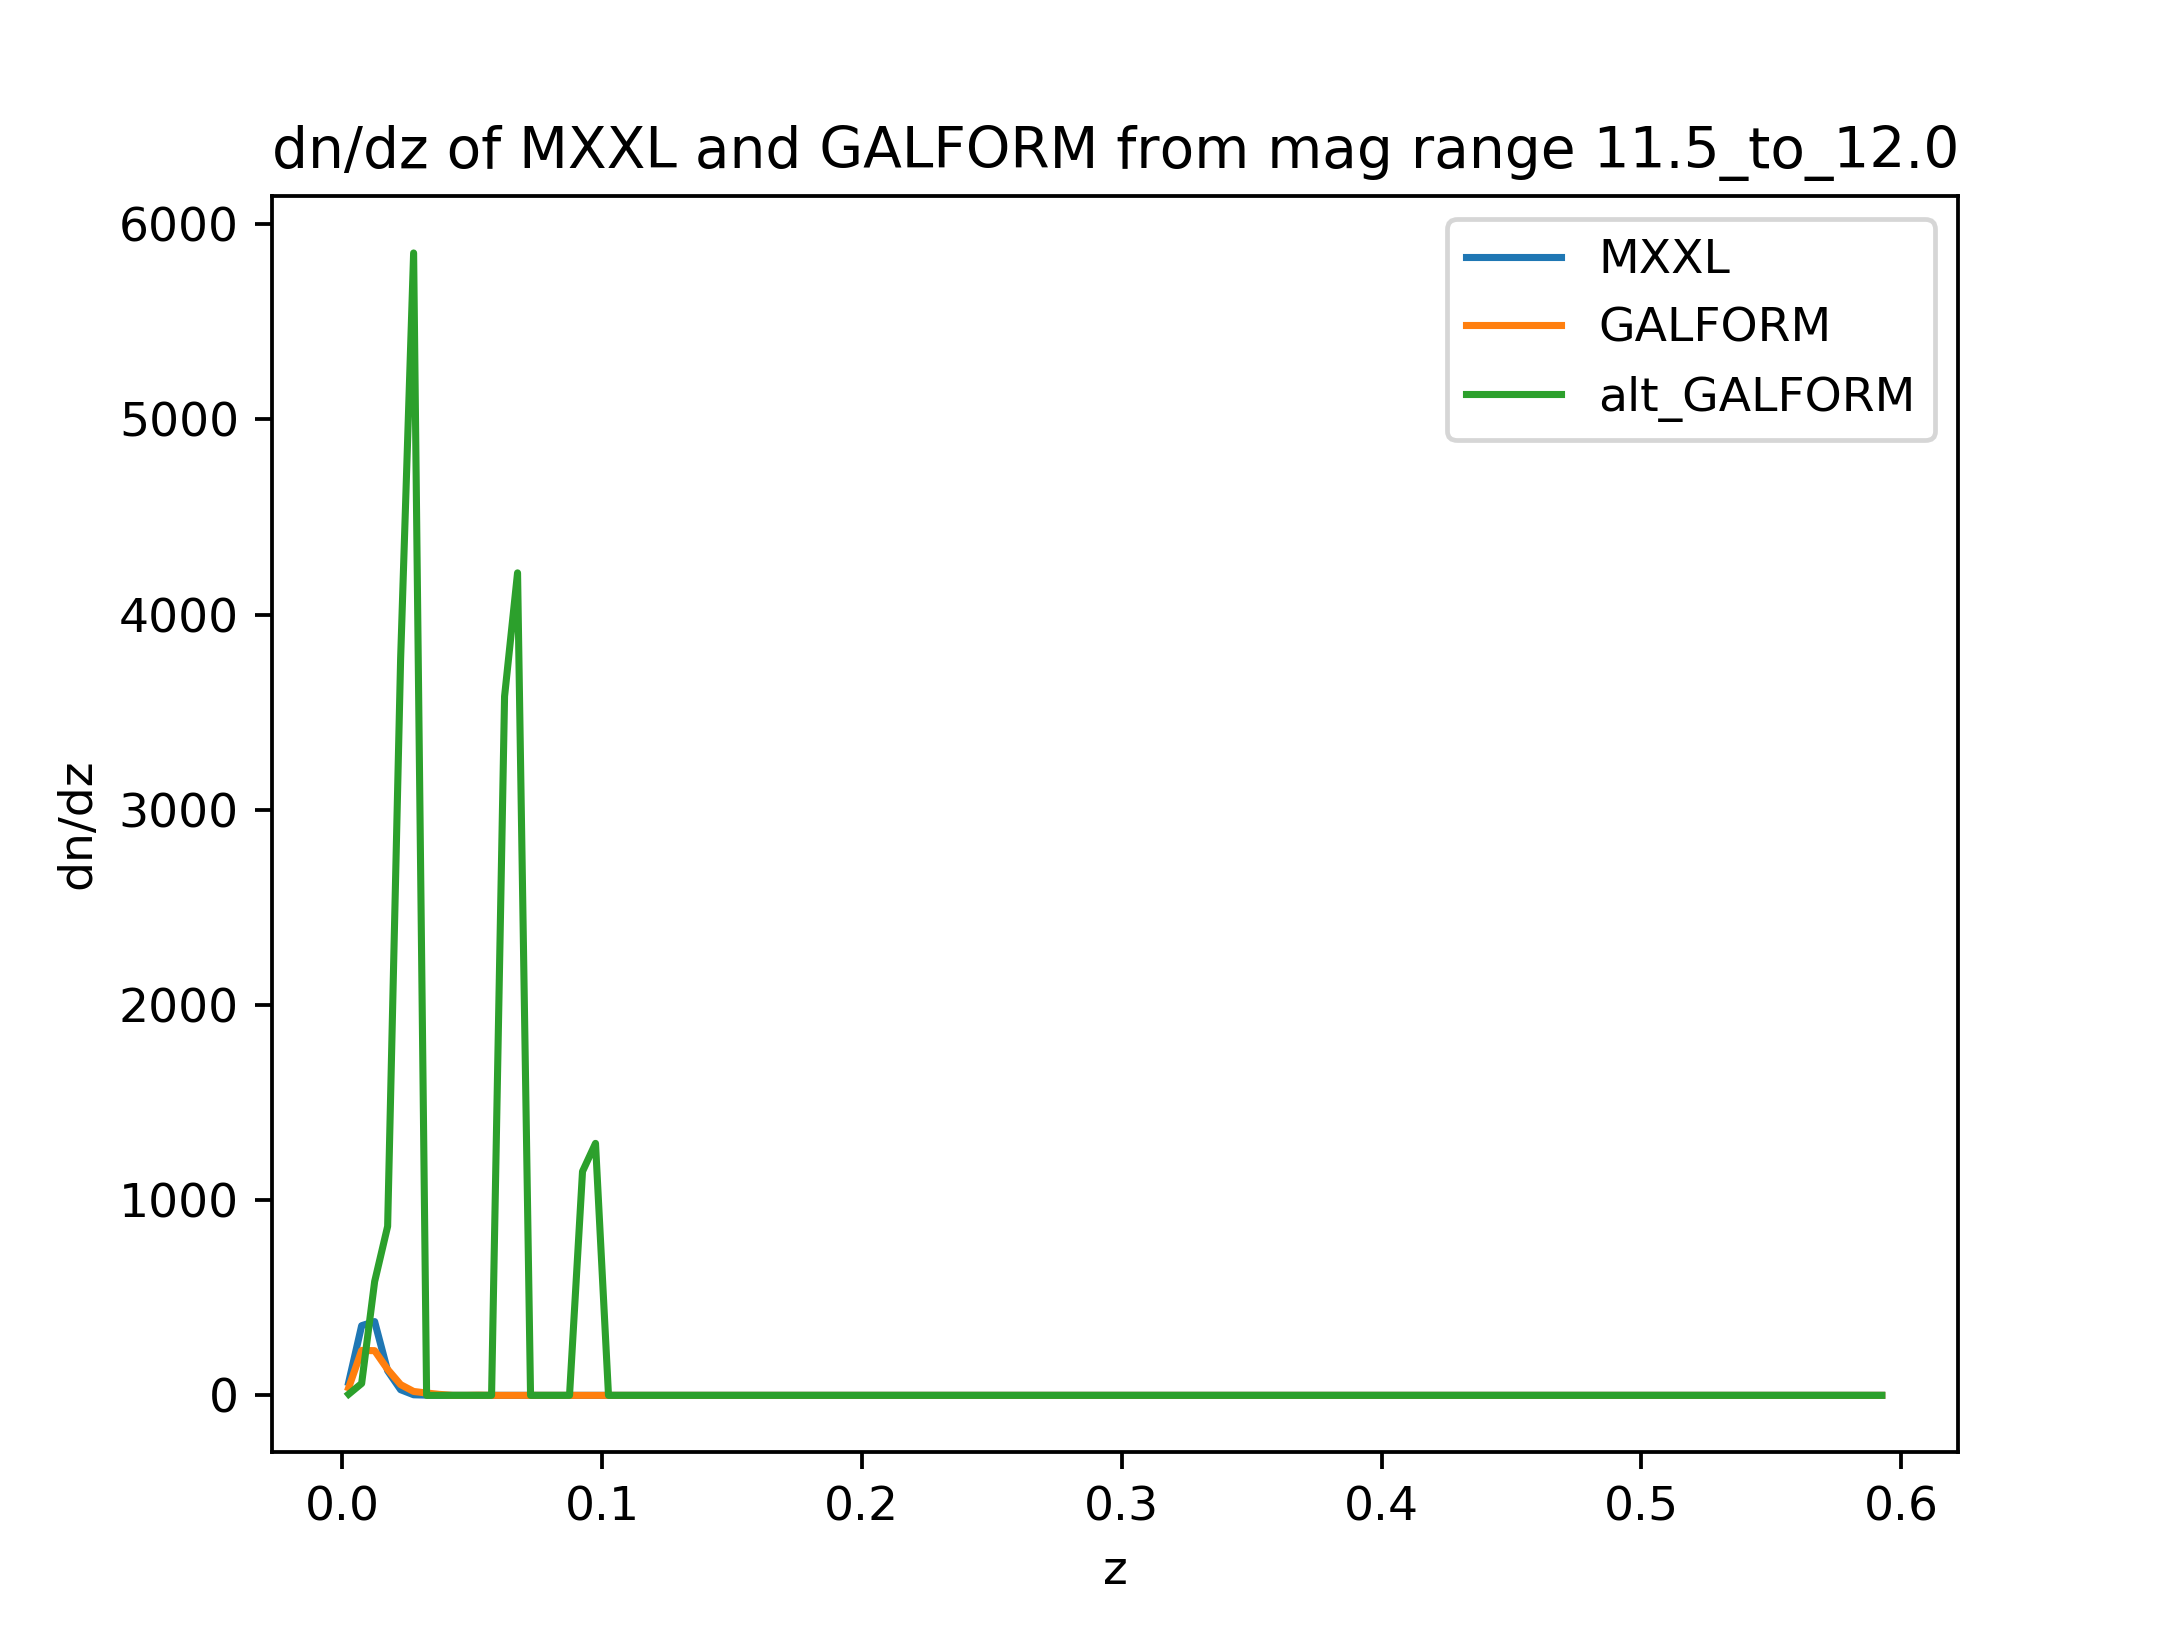 dn/dz of MXXL and GALFORM from mag range 11.5_to_12.0
MXXL
GALFORM
alt_GALFORM
6000
5000
4000
3000
2000
1000
0
dn/dz
0.0 0.1 0.2 0.3 0.4 0.5 0.6
z